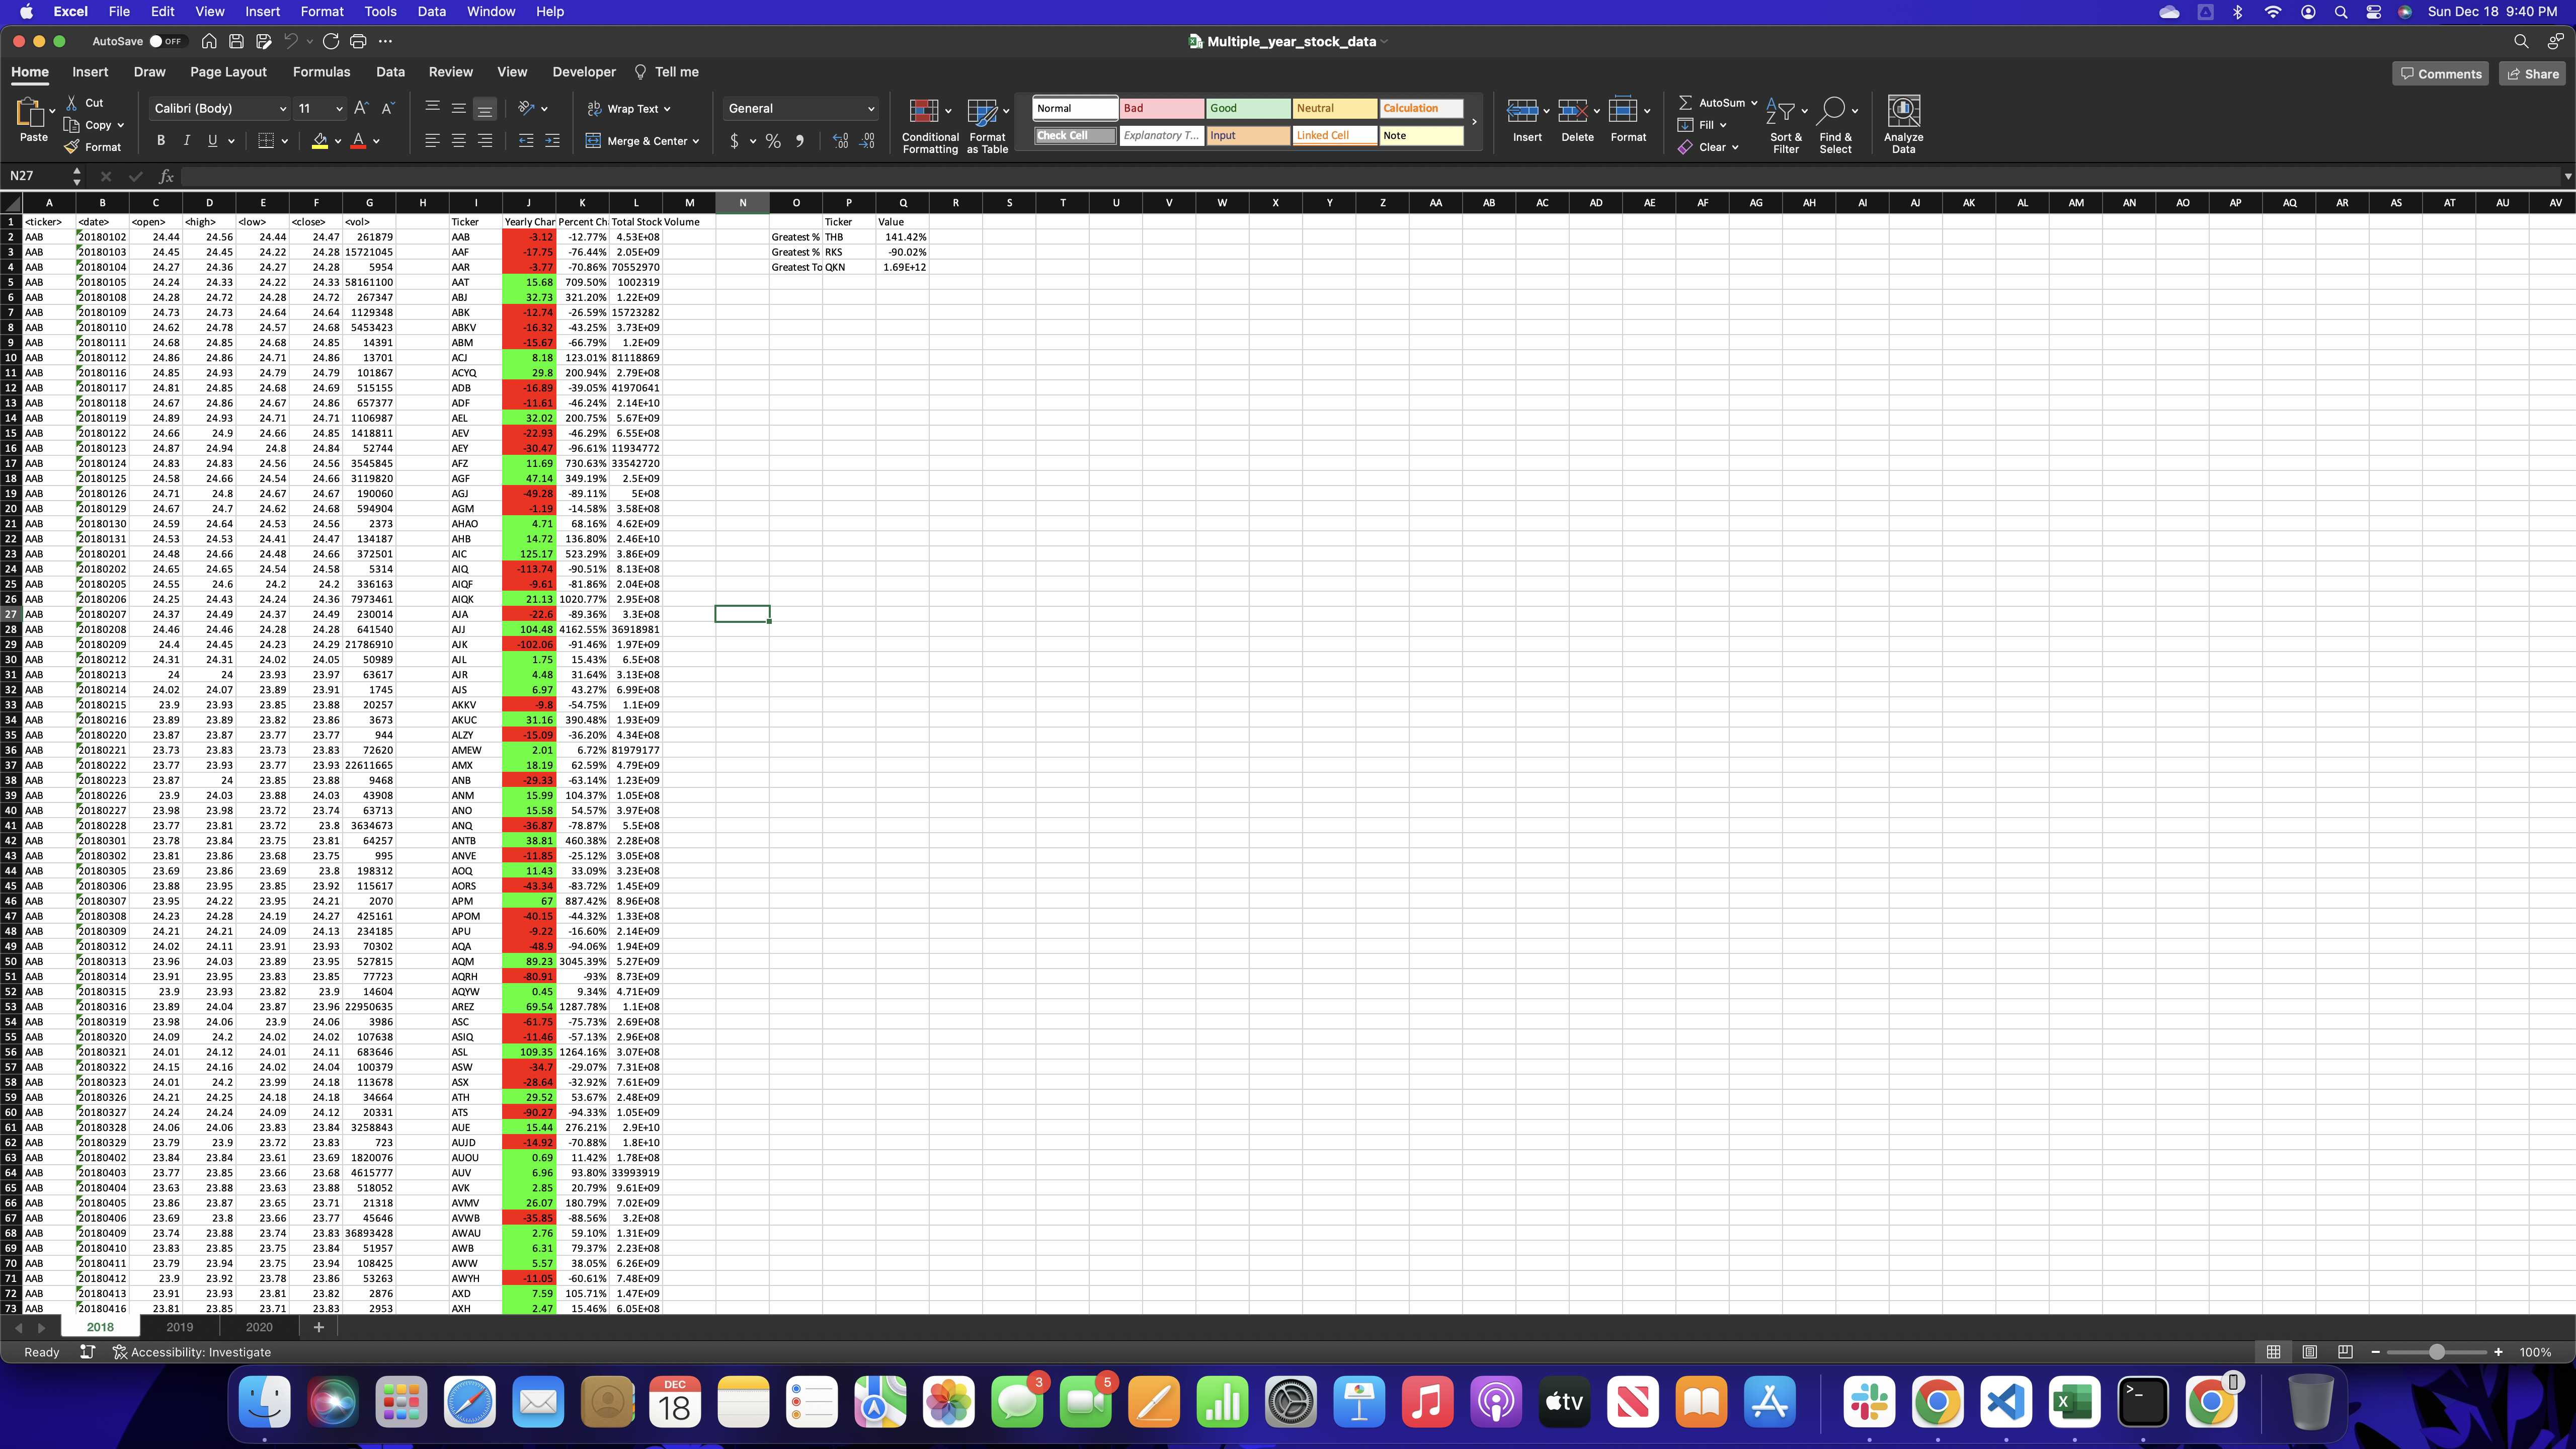 Excel File Edit View Insert Format Tools Data Window Help Sun Dec 18 9:40 PM
AutoSave OFF Multiple_year_stock_data
Home Insert Draw Page Layout Formulas Data Review View Developer Tell me Comments Share
Paste Cut Copy Format
Calibri (Body) 11
B I U
Wrap Text
Merge & Center
General
$ %
Conditional Formatting Format as Table
Normal Bad Good Neutral Calculation
Check Cell Explanatory T... Input Linked Cell Note
Insert Delete Format
AutoSum Fill Clear
Sort & Filter Find & Select Analyze Data
N27 fx
A B C D E F G H I J K L M N O P Q R S T U V W X Y Z AA AB AC AD AE AF AG AH AI AJ AK AL AM AN AO AP AQ AR AS AT AU AV
1 <ticker> <date> <open> <high> <low> <close> <vol> Ticker Yearly Char Percent Ch Total Stock Volume Ticker Value
2 AAB 20180102 24.44 24.56 24.44 24.47 261879 AAB -3.12 -12.77% 4.53E+08 Greatest % THB 141.42%
3 AAB 20180103 24.45 24.45 24.22 24.28 15721045 AAF -17.75 -76.44% 2.05E+09 Greatest % RKS -90.02%
4 AAB 20180104 24.27 24.36 24.27 24.28 5954 AAR -3.77 -70.86% 70552970 Greatest To QKN 1.69E+12
5 AAB 20180105 24.24 24.33 24.22 24.33 58161100 AAT 15.68 709.50% 1002319
6 AAB 20180108 24.28 24.72 24.28 24.72 267347 ABJ 32.73 321.20% 1.22E+09
7 AAB 20180109 24.73 24.73 24.64 24.64 1129348 ABK -12.74 -26.59% 15723282
8 AAB 20180110 24.62 24.78 24.57 24.68 5453423 ABKV -16.32 -43.25% 3.73E+09
9 AAB 20180111 24.68 24.85 24.68 24.85 14391 ABM -15.67 -66.79% 1.2E+09
10 AAB 20180112 24.86 24.86 24.71 24.86 13701 ACJ 8.18 123.01% 81118869
11 AAB 20180116 24.85 24.93 24.79 24.79 101867 ACYQ 29.8 200.94% 2.79E+08
12 AAB 20180117 24.81 24.85 24.68 24.69 515155 ADB -16.89 -39.05% 41970641
13 AAB 20180118 24.67 24.86 24.67 24.86 657377 ADF -11.61 -46.24% 2.14E+10
14 AAB 20180119 24.89 24.93 24.71 24.71 1106987 AEL 32.02 200.75% 5.67E+09
15 AAB 20180122 24.66 24.9 24.66 24.85 1418811 AEV -22.93 -46.29% 6.55E+08
16 AAB 20180123 24.87 24.94 24.8 24.84 52744 AEY -30.47 -96.61% 11934772
17 AAB 20180124 24.83 24.83 24.56 24.56 3545845 AFZ 11.69 730.63% 33542720
18 AAB 20180125 24.58 24.66 24.54 24.66 3119820 AGF 47.14 349.19% 2.5E+09
19 AAB 20180126 24.71 24.8 24.67 24.67 190060 AGJ -49.28 -89.11% 5E+08
20 AAB 20180129 24.67 24.7 24.62 24.68 594904 AGM -1.19 -14.58% 3.58E+08
21 AAB 20180130 24.59 24.64 24.53 24.56 2373 AHAO 4.71 68.16% 4.62E+09
22 AAB 20180131 24.53 24.53 24.41 24.47 134187 AHB 14.72 136.80% 2.46E+10
23 AAB 20180201 24.48 24.66 24.48 24.66 372501 AIC 125.17 523.29% 3.86E+09
24 AAB 20180202 24.65 24.65 24.54 24.58 5314 AIQ -113.74 -90.51% 8.13E+08
25 AAB 20180205 24.55 24.6 24.2 24.2 336163 AIQF -9.61 -81.86% 2.04E+08
26 AAB 20180206 24.25 24.43 24.24 24.36 7973461 AIQK 21.13 1020.77% 2.95E+08
27 AAB 20180207 24.37 24.49 24.37 24.49 230014 AJA -22.6 -89.36% 3.3E+08
28 AAB 20180208 24.46 24.46 24.28 24.28 641540 AJJ 104.48 4162.55% 36918981
29 AAB 20180209 24.4 24.45 24.23 24.29 21786910 AJK -102.06 -91.46% 1.97E+09
30 AAB 20180212 24.31 24.31 24.02 24.05 50989 AJL 1.75 15.43% 6.5E+08
31 AAB 20180213 24 24 23.93 23.97 63617 AJR 4.48 31.64% 3.13E+08
32 AAB 20180214 24.02 24.07 23.89 23.91 1745 AJS 6.97 43.27% 6.99E+08
33 AAB 20180215 23.9 23.93 23.85 23.88 20257 AKKV -9.8 -54.75% 1.1E+09
34 AAB 20180216 23.89 23.89 23.82 23.86 3673 AKUC 31.16 390.48% 1.93E+09
35 AAB 20180220 23.87 23.87 23.77 23.77 944 ALZY -15.09 -36.20% 4.34E+08
36 AAB 20180221 23.73 23.83 23.73 23.83 72620 AMEW 2.01 6.72% 81979177
37 AAB 20180222 23.77 23.93 23.77 23.93 22611665 AMX 18.19 62.59% 4.79E+09
38 AAB 20180223 23.87 24 23.85 23.88 9468 ANB -29.33 -63.14% 1.23E+09
39 AAB 20180226 23.9 24.03 23.88 24.03 43908 ANM 15.99 104.37% 1.05E+08
40 AAB 20180227 23.98 23.98 23.72 23.74 63713 ANO 15.58 54.57% 3.97E+08
41 AAB 20180228 23.77 23.81 23.72 23.8 3634673 ANQ -36.87 -78.87% 5.5E+08
42 AAB 20180301 23.78 23.84 23.75 23.81 64257 ANTB 38.81 460.38% 2.28E+08
43 AAB 20180302 23.81 23.86 23.68 23.75 995 ANVE -11.85 -25.12% 3.05E+08
44 AAB 20180305 23.69 23.86 23.69 23.8 198312 AOQ 11.43 33.09% 3.23E+08
45 AAB 20180306 23.88 23.95 23.85 23.92 115617 AORS -43.34 -83.72% 1.45E+09
46 AAB 20180307 23.95 24.22 23.95 24.21 2070 APM 67 887.42% 8.96E+08
47 AAB 20180308 24.23 24.28 24.19 24.27 425161 APOM -40.15 -44.32% 1.33E+08
48 AAB 20180309 24.21 24.21 24.09 24.13 234185 APU -9.22 -16.60% 2.14E+09
49 AAB 20180312 24.02 24.11 23.91 23.93 70302 AQA -48.9 -94.06% 1.94E+09
50 AAB 20180313 23.96 24.03 23.89 23.95 527815 AQM 89.23 3045.39% 5.27E+09
51 AAB 20180314 23.91 23.95 23.83 23.85 77723 AQRH -80.91 -93% 8.73E+09
52 AAB 20180315 23.9 23.93 23.82 23.9 14604 AQYW 0.45 9.34% 4.71E+09
53 AAB 20180316 23.89 24.04 23.87 23.96 22950635 AREZ 69.54 1287.78% 1.1E+08
54 AAB 20180319 23.98 24.06 23.9 24.06 3986 ASC -61.75 -75.73% 2.69E+08
55 AAB 20180320 24.09 24.2 24.02 24.02 107638 ASIQ -11.46 -57.13% 2.96E+08
56 AAB 20180321 24.01 24.12 24.01 24.11 683646 ASL 109.35 1264.16% 3.07E+08
57 AAB 20180322 24.15 24.16 24.02 24.04 100379 ASW -34.7 -29.07% 7.31E+08
58 AAB 20180323 24.01 24.2 23.99 24.18 113678 ASX -28.64 -32.92% 7.61E+09
59 AAB 20180326 24.21 24.25 24.18 24.18 34664 ATH 29.52 53.67% 2.48E+09
60 AAB 20180327 24.24 24.24 24.09 24.12 20331 ATS -90.27 -94.33% 1.05E+09
61 AAB 20180328 24.06 24.06 23.83 23.84 3258843 AUE 15.44 276.21% 2.9E+10
62 AAB 20180329 23.79 23.9 23.72 23.83 723 AUJD -14.92 -70.88% 1.8E+10
63 AAB 20180402 23.84 23.84 23.61 23.69 1820076 AUOU 0.69 11.42% 1.78E+08
64 AAB 20180403 23.77 23.85 23.66 23.68 4615777 AUV 6.96 93.80% 33993919
65 AAB 20180404 23.63 23.88 23.63 23.88 518052 AVK 2.85 20.79% 9.61E+09
66 AAB 20180405 23.86 23.87 23.65 23.71 21318 AVMV 26.07 180.79% 7.02E+09
67 AAB 20180406 23.69 23.8 23.66 23.77 45646 AVWB -35.85 -88.56% 3.2E+08
68 AAB 20180409 23.74 23.88 23.74 23.83 36893428 AWAU 2.76 59.10% 1.31E+09
69 AAB 20180410 23.83 23.85 23.75 23.84 51957 AWB 6.31 79.37% 2.23E+08
70 AAB 20180411 23.79 23.94 23.75 23.94 108425 AWW 5.57 38.05% 6.26E+09
71 AAB 20180412 23.9 23.92 23.78 23.86 53263 AWYH -11.05 -60.61% 7.48E+09
72 AAB 20180413 23.91 23.93 23.81 23.82 2876 AXD 7.59 105.71% 1.47E+09
73 AAB 20180416 23.81 23.85 23.71 23.83 2953 AXH 2.47 15.46% 6.05E+08
2018 2019 2020 +
Ready Accessibility: Investigate 100%
DEC 18 3 5 tv